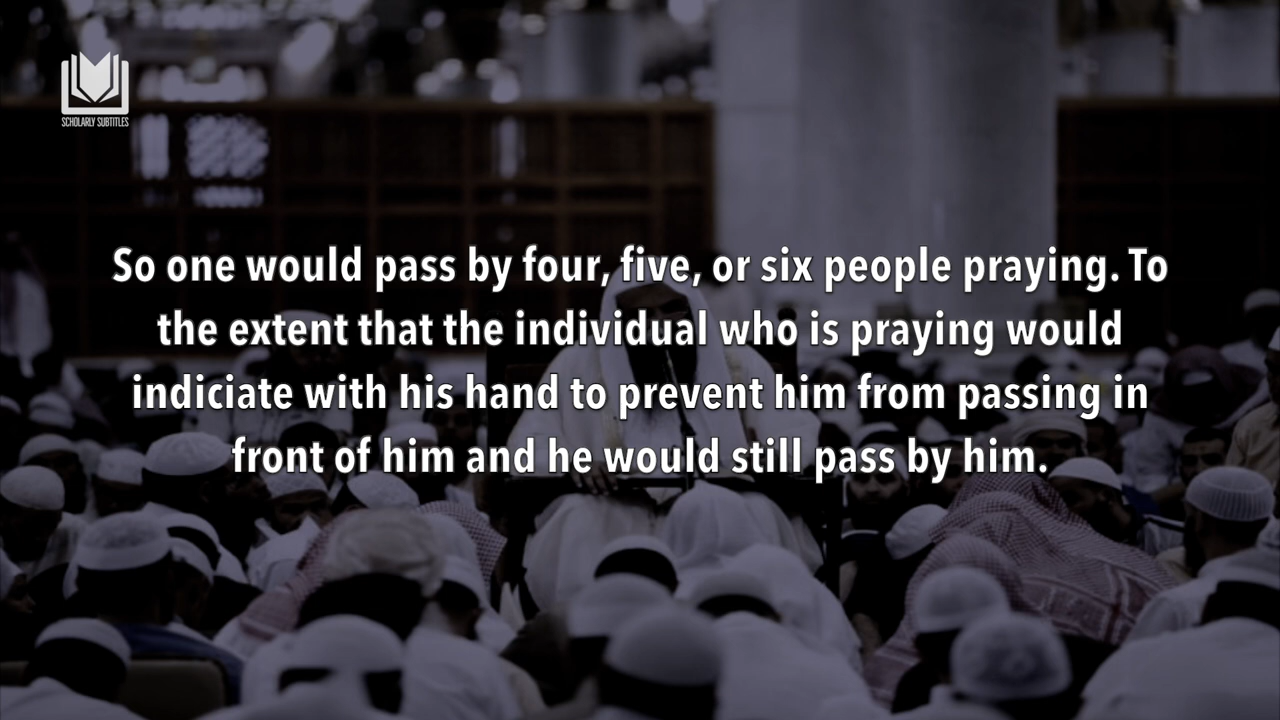 SCHOLARLY SUBTITLES
So one would pass by four, five, or six people praying. To
the extent that the individual who is praying would
indiciate with his hand to prevent him from passing in
front of him and he would still pass by him.